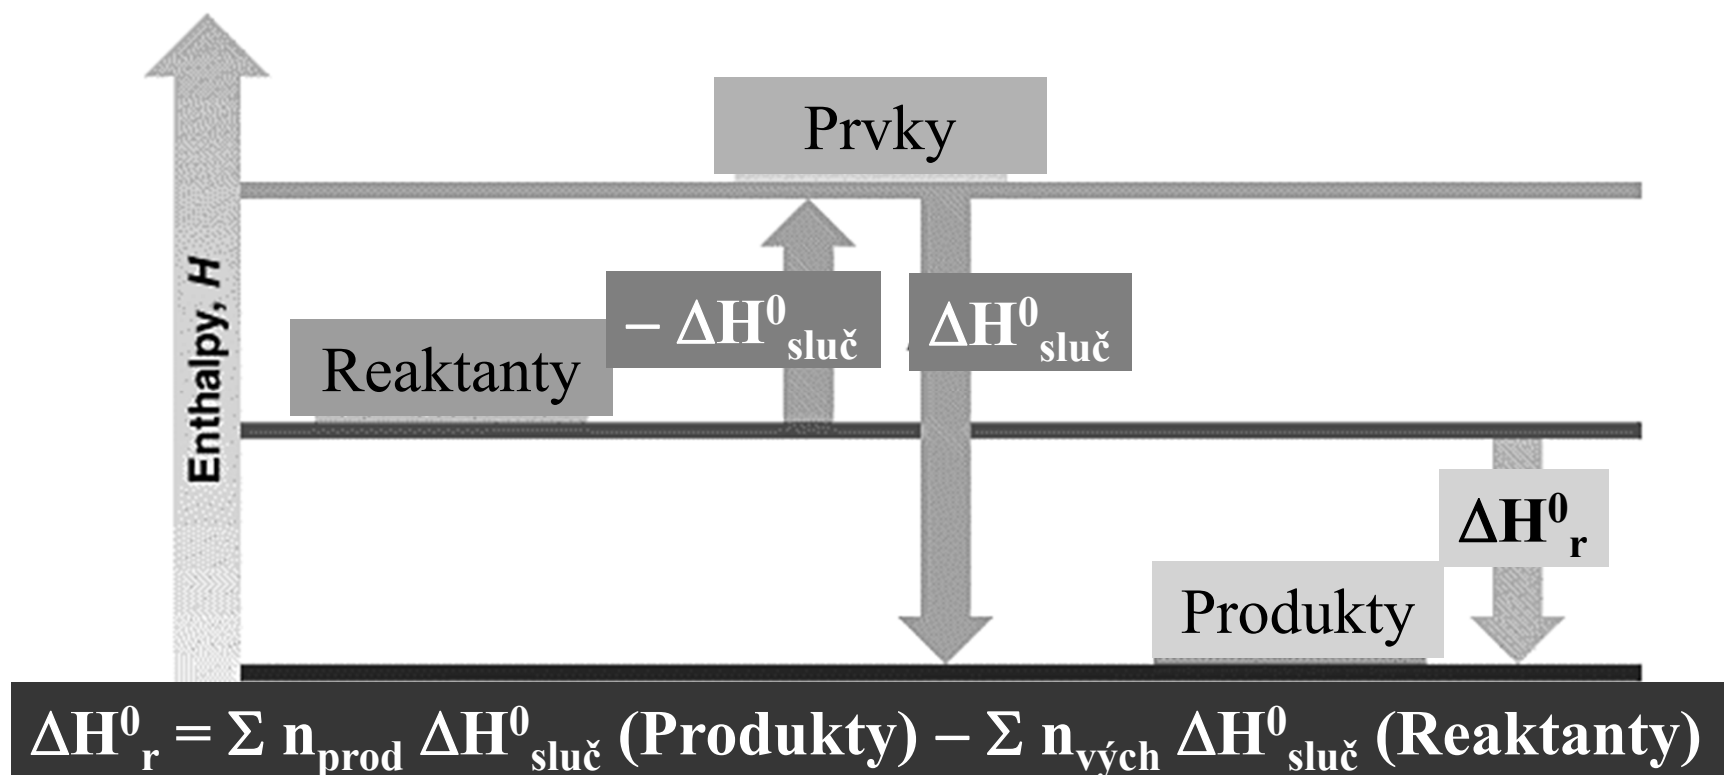 Prvky
Enthalpy, H
– ΔH⁰sluč
ΔH⁰sluč
Reaktanty
ΔH⁰r
Produkty
ΔH⁰r = Σ nprod ΔH⁰sluč (Produkty) – Σ nvých ΔH⁰sluč (Reaktanty)